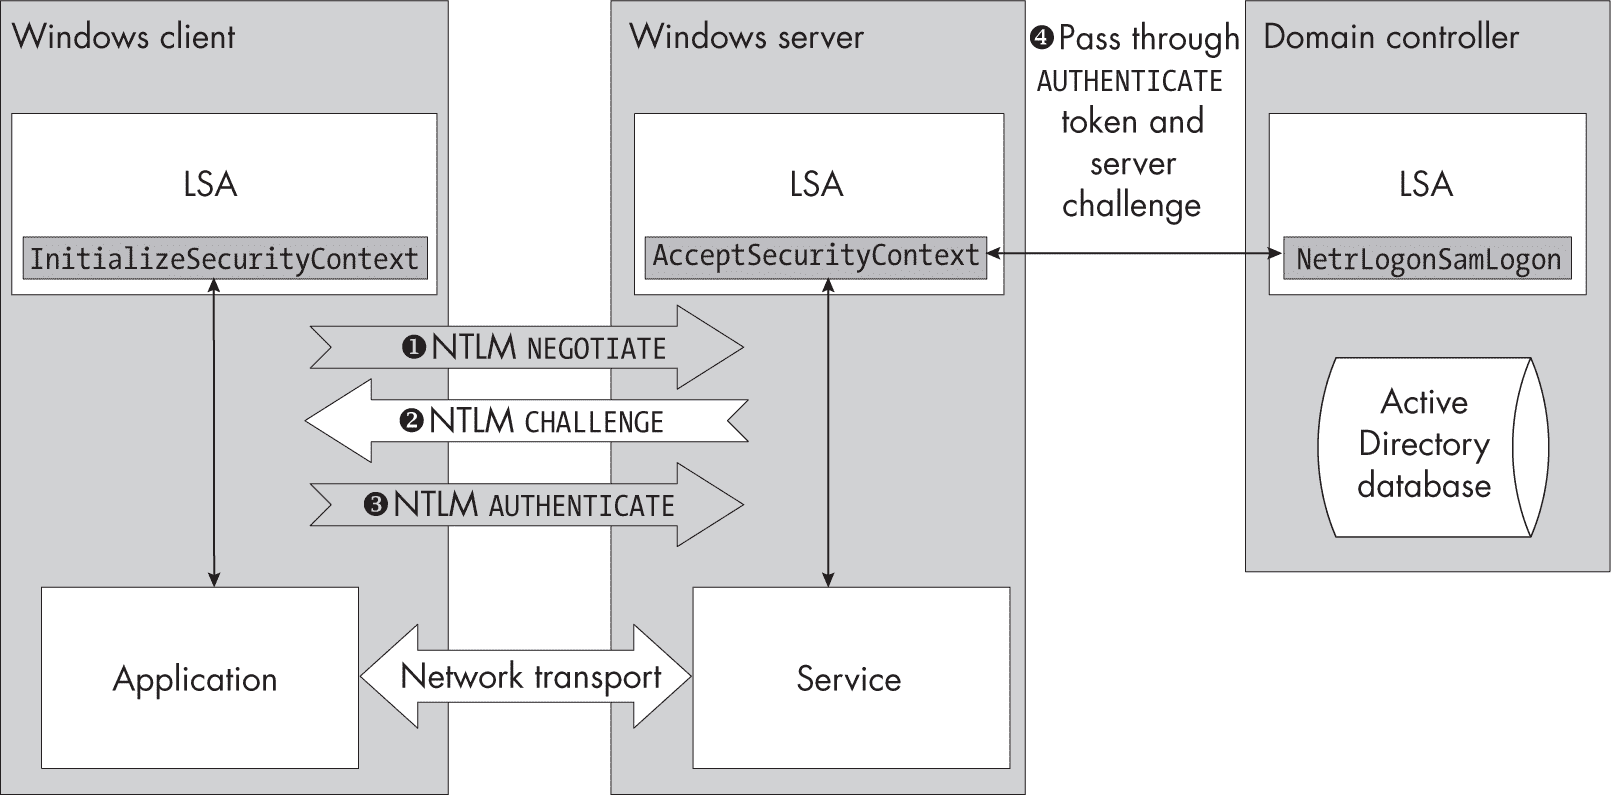 Windows client
LSA
InitializeSecurityContext
Application
Windows server
LSA
AcceptSecurityContext
Service
❶ NTLM NEGOTIATE
❷ NTLM CHALLENGE
❸ NTLM AUTHENTICATE
Network transport
❹ Pass through
AUTHENTICATE
token and
server
challenge
Domain controller
LSA
NetrLogonSamLogon
Active
Directory
database